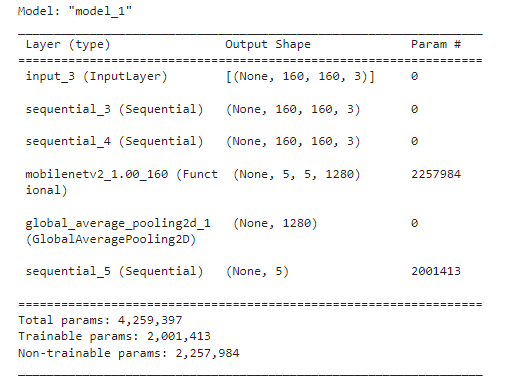 Model: "model_1"
_________________________________________________________________
Layer (type) Output Shape Param #
=================================================================
input_3 (InputLayer) [(None, 160, 160, 3)] 0
sequential_3 (Sequential) (None, 160, 160, 3) 0
sequential_4 (Sequential) (None, 160, 160, 3) 0
mobilenetv2_1.00_160 (Funct (None, 5, 5, 1280) 2257984
ional)
global_average_pooling2d_1 (None, 1280) 0
(GlobalAveragePooling2D)
sequential_5 (Sequential) (None, 5) 2001413
=================================================================
Total params: 4,259,397
Trainable params: 2,001,413
Non-trainable params: 2,257,984
_________________________________________________________________